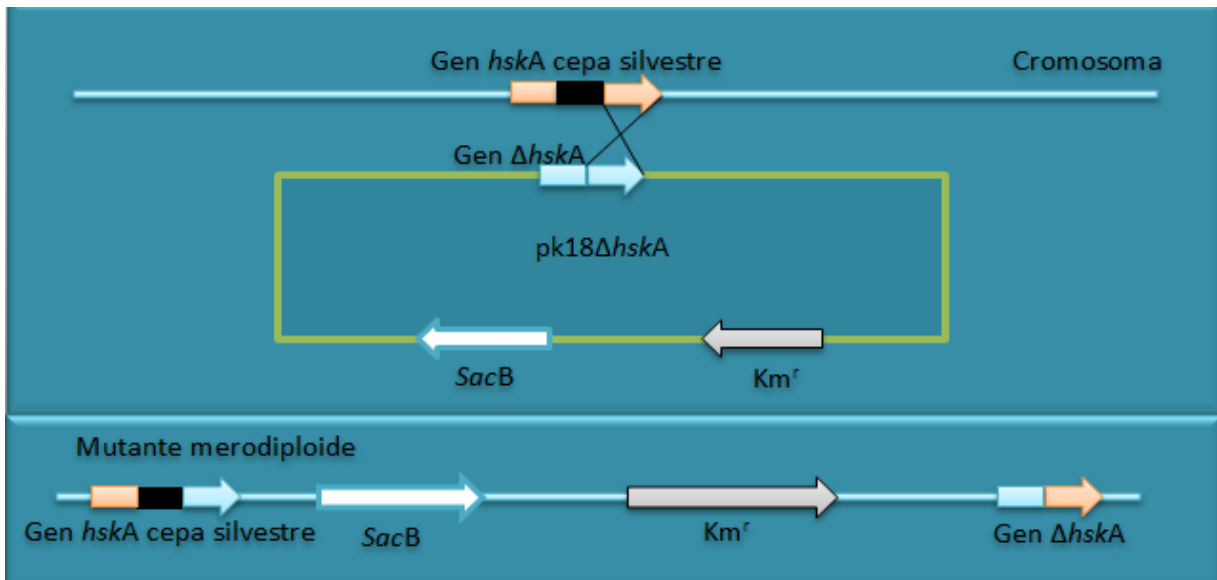 Gen hskA cepa silvestre
Cromosoma
Gen ΔhskA
pk18ΔhskA
SacB
Kmʳ
Mutante merodiploide
Gen hskA cepa silvestre
SacB
Kmʳ
Gen ΔhskA